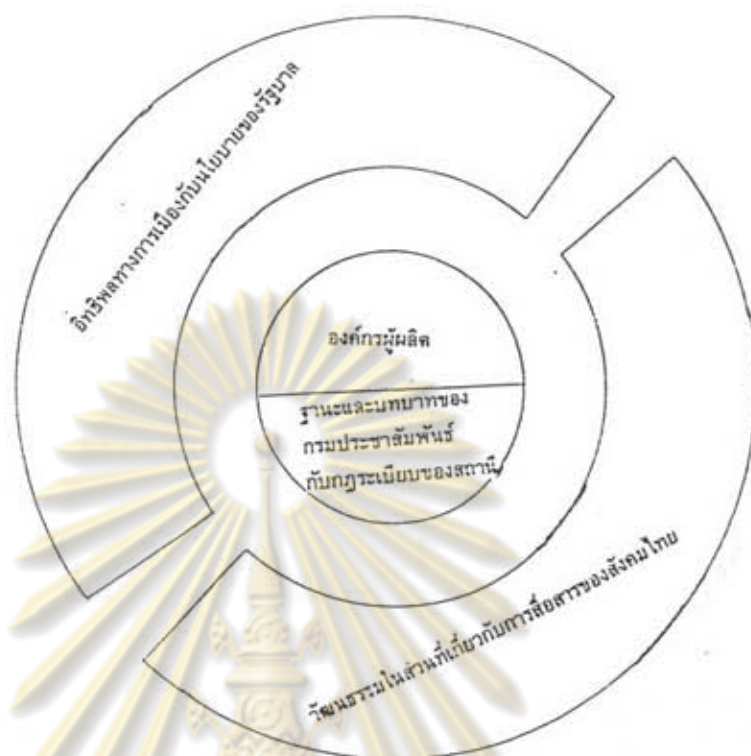 อิทธิพลทางการเมืองกับนโยบายของรัฐบาล
องค์กรผู้ผลิต
ฐานะและบทบาทของ
กรมประชาสัมพันธ์
กับกฎระเบียบของสถานี
วัฒนธรรมในส่วนที่เกี่ยวกับการสื่อสารของสังคมไทย